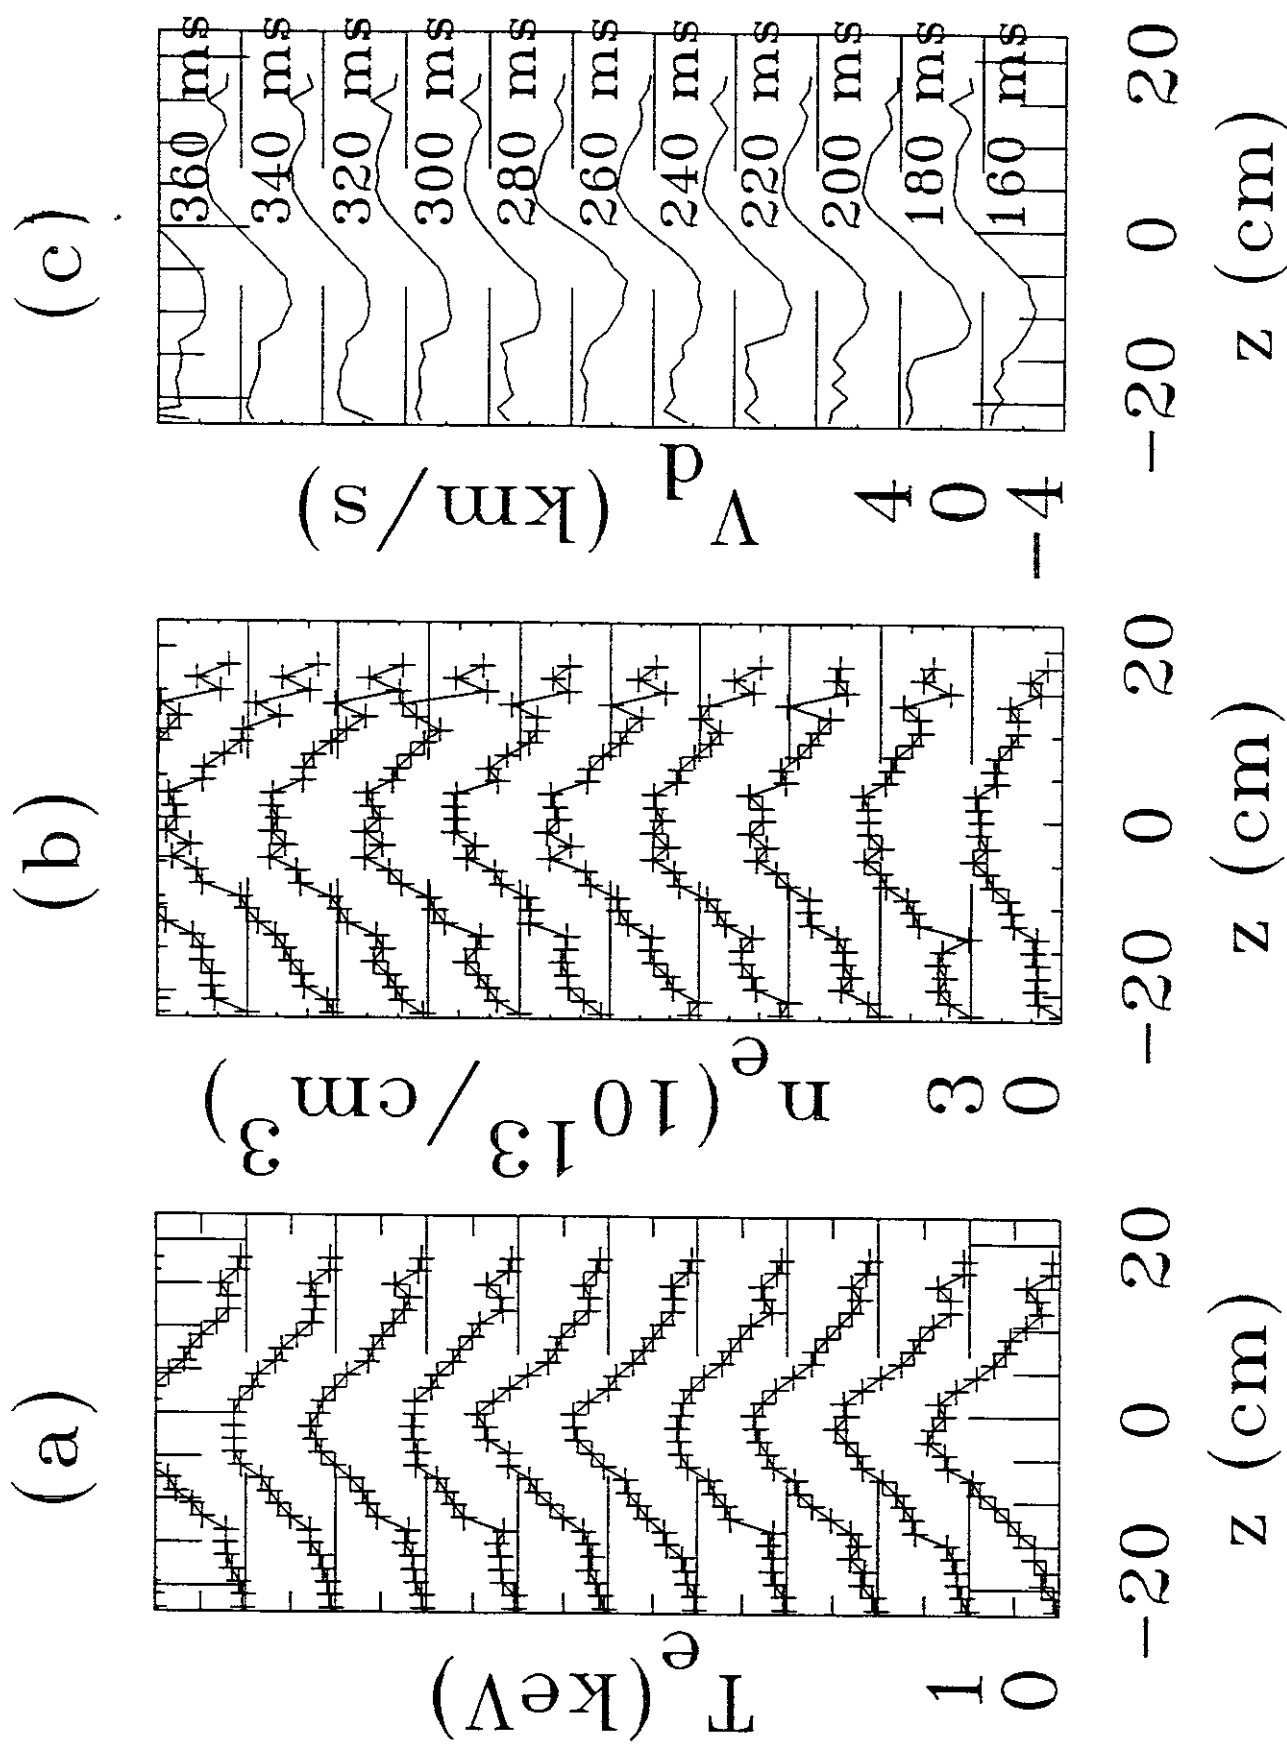 (a)
T_e(keV)
1
0
-20 0 20
z (cm)
(b)
n_e(10^13/cm^3)
3
0
-20 0 20
z (cm)
(c)
V_d (km/s)
4
0
-4
360 ms
340 ms
320 ms
300 ms
280 ms
260 ms
240 ms
220 ms
200 ms
180 ms
160 ms
-20 0 20
z (cm)